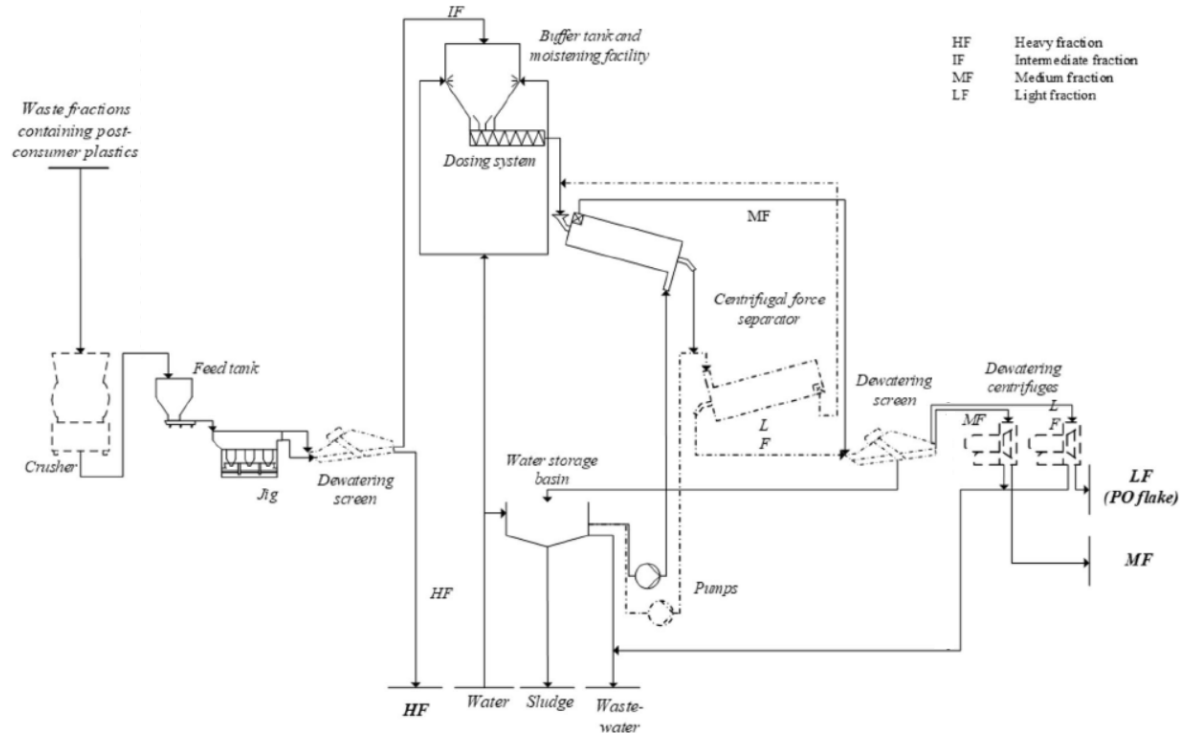 IF
Buffer tank and
moistening facility
HF Heavy fraction
IF Intermediate fraction
MF Medium fraction
LF Light fraction
Waste fractions
containing post-
consumer plastics
Dosing system
MF
Centrifugal force
separator
Feed tank
Dewatering
screen
Dewatering
centrifuges
L
F
MF
L
F
Crusher
Jig
Dewatering
screen
Water storage
basin
LF
(PO flake)
MF
HF
Pumps
HF
Water
Sludge
Waste-
water